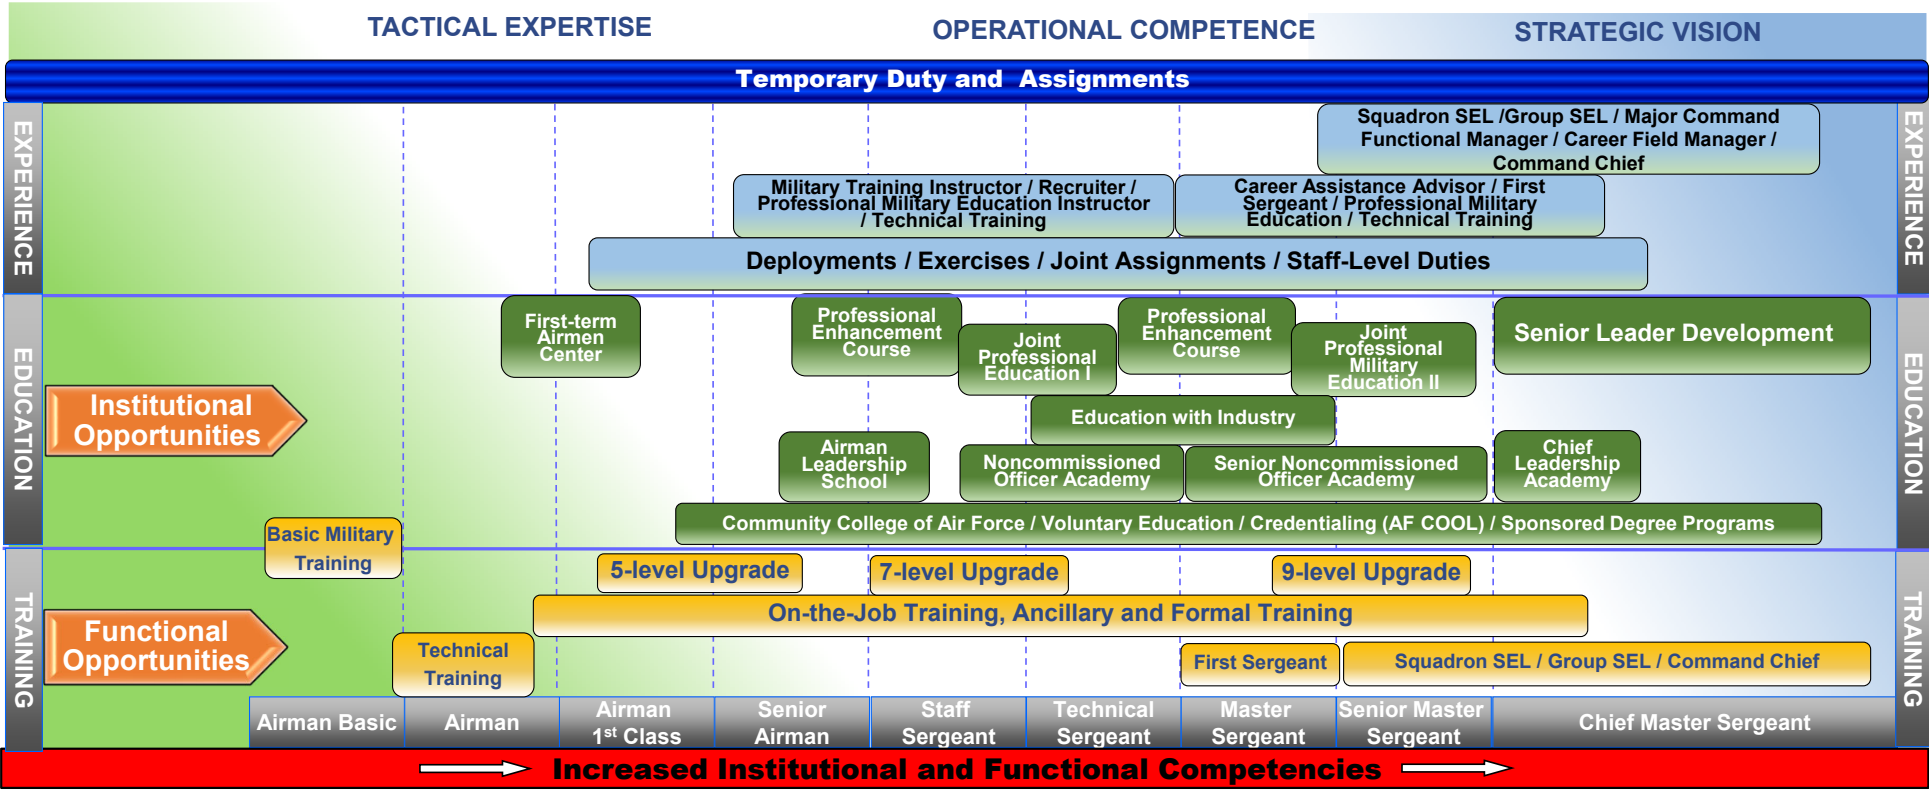 TACTICAL EXPERTISE
OPERATIONAL COMPETENCE
STRATEGIC VISION
Temporary Duty and Assignments
EXPERIENCE
EXPERIENCE
Squadron SEL /Group SEL / Major Command
Functional Manager / Career Field Manager /
Command Chief
Military Training Instructor / Recruiter /
Professional Military Education Instructor
/ Technical Training
Career Assistance Advisor / First
Sergeant / Professional Military
Education / Technical Training
Deployments / Exercises / Joint Assignments / Staff-Level Duties
EDUCATION
EDUCATION
First-term
Airmen
Center
Professional
Enhancement
Course
Joint
Professional
Education I
Professional
Enhancement
Course
Joint
Professional
Military
Education II
Senior Leader Development
Institutional
Opportunities
Education with Industry
Airman
Leadership
School
Noncommissioned
Officer Academy
Senior Noncommissioned
Officer Academy
Chief
Leadership
Academy
Community College of Air Force / Voluntary Education / Credentialing (AF COOL) / Sponsored Degree Programs
Basic Military
Training
TRAINING
TRAINING
5-level Upgrade
7-level Upgrade
9-level Upgrade
On-the-Job Training, Ancillary and Formal Training
Functional
Opportunities
Technical
Training
First Sergeant
Squadron SEL / Group SEL / Command Chief
Airman Basic
Airman
Airman
1st Class
Senior
Airman
Staff
Sergeant
Technical
Sergeant
Master
Sergeant
Senior Master
Sergeant
Chief Master Sergeant
Increased Institutional and Functional Competencies